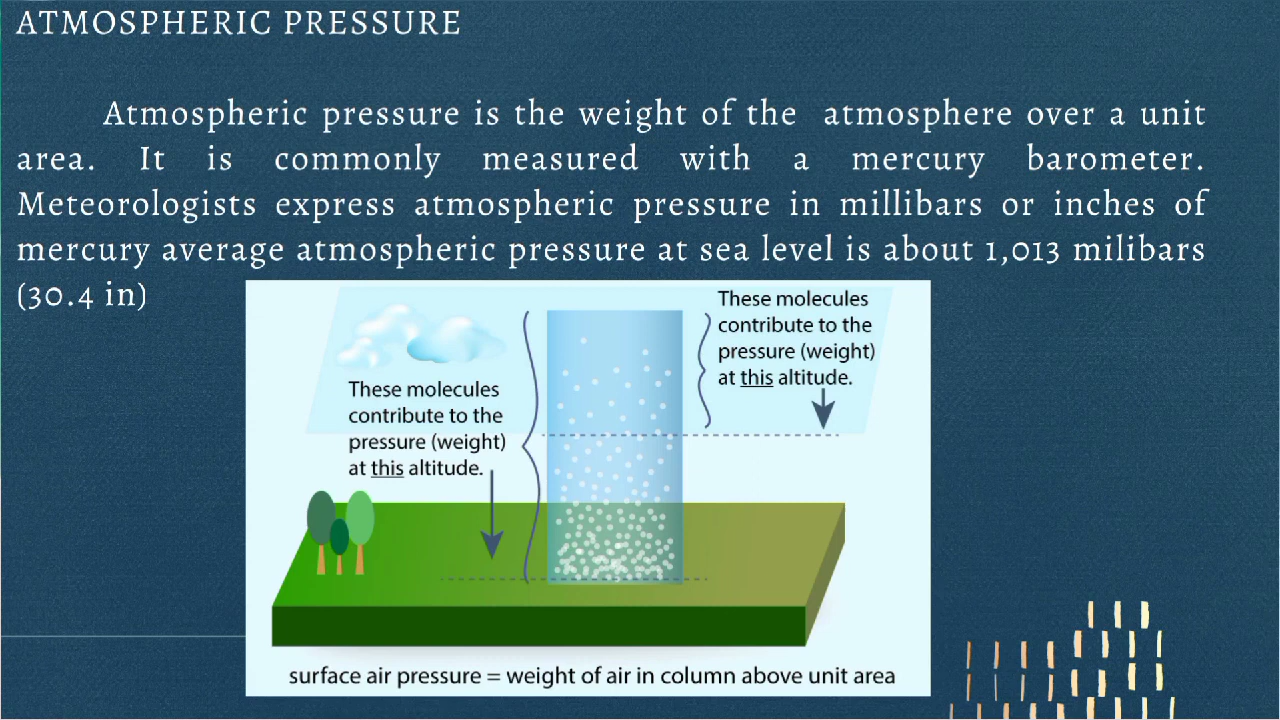 ATMOSPHERIC PRESSURE
Atmospheric pressure is the weight of the atmosphere over a unit
area. It is commonly measured with a mercury barometer.
Meteorologists express atmospheric pressure in millibars or inches of
mercury average atmospheric pressure at sea level is about 1,013 milibars
(30.4 in)
These molecules
contribute to the
pressure (weight)
at this altitude.
These molecules
contribute to the
pressure (weight)
at this altitude.
surface air pressure = weight of air in column above unit area